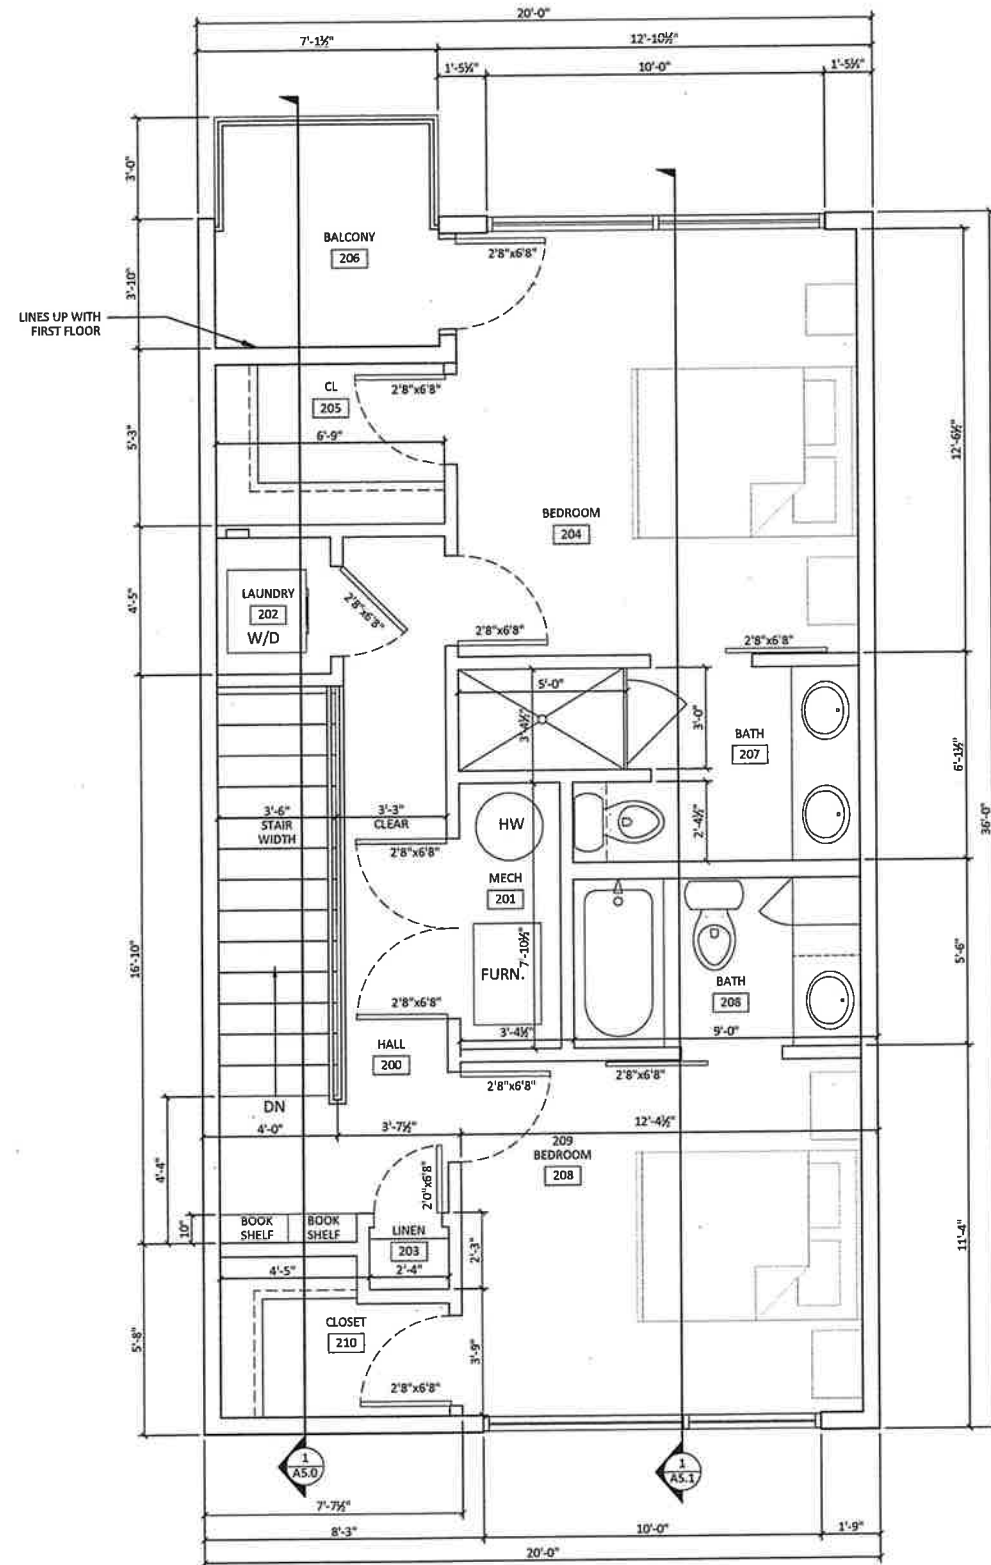 20'-0"
7'-1½"
12'-10½"
1'-5½"
10'-0"
1'-5½"
3'-0"
3'-10"
BALCONY
206
2'8"x6'8"
LINES UP WITH
FIRST FLOOR
CL
205
2'8"x6'8"
6'-9"
5'-3"
12'-6½"
BEDROOM
204
4'-5"
LAUNDRY
202
W/D
2'8"x6'8"
2'8"x6'8"
2'8"x6'8"
5'-0"
3'-4½"
3'-0"
BATH
207
6'-1½"
36'-0"
3'-6"
STAIR
WIDTH
3'-3"
CLEAR
2'8"x6'8"
HW
2'-4½"
MECH
201
16'-10"
7'-10½"
FURN.
BATH
208
5'-6"
2'8"x6'8"
3'-4½"
9'-0"
HALL
200
2'8"x6'8"
2'8"x6'8"
DN
4'-0"
3'-7½"
12'-4½"
209
BEDROOM
208
4'-4"
2'0"x6'8"
10"
BOOK
SHELF
BOOK
SHELF
LINEN
203
2'-3"
11'-4"
4'-5"
2'-4"
5'-8"
CLOSET
210
3'-9"
2'8"x6'8"
1
A5.0
1
A5.1
7'-7½"
8'-3"
10'-0"
1'-9"
20'-0"